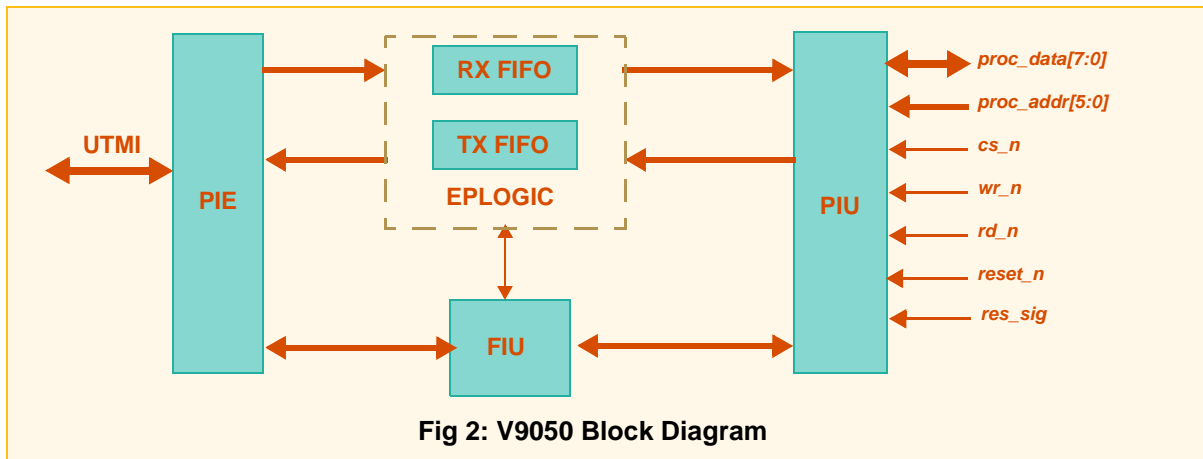 UTMI
PIE
RX FIFO
TX FIFO
EPLOGIC
FIU
PIU
proc_data[7:0]
proc_addr[5:0]
cs_n
wr_n
rd_n
reset_n
res_sig
Fig 2: V9050 Block Diagram